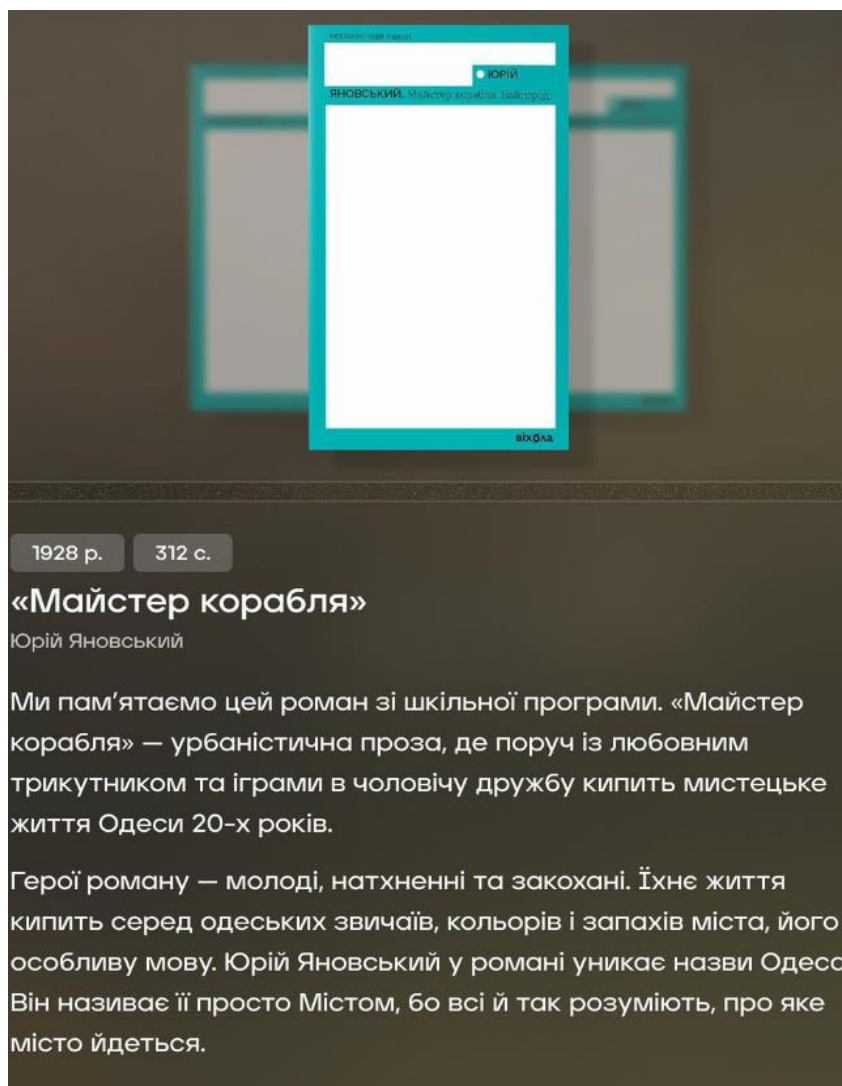 ЮРІЙ
ЯНОВСЬКИЙ. Майстер корабля. Байгород
віхола
1928 р. 312 с.
«Майстер корабля»
Юрій Яновський
Ми пам’ятаємо цей роман зі шкільної програми. «Майстер
корабля» — урбаністична проза, де поруч із любовним
трикутником та іграми в чоловічу дружбу кипить мистецьке
життя Одеси 20-х років.
Герої роману — молоді, натхненні та закохані. Їхнє життя
кипить серед одеських звичаїв, кольорів і запахів міста, його
особливу мову. Юрій Яновський у романі уникає назви Одеса
Він називає її просто Містом, бо всі й так розуміють, про яке
місто йдеться.